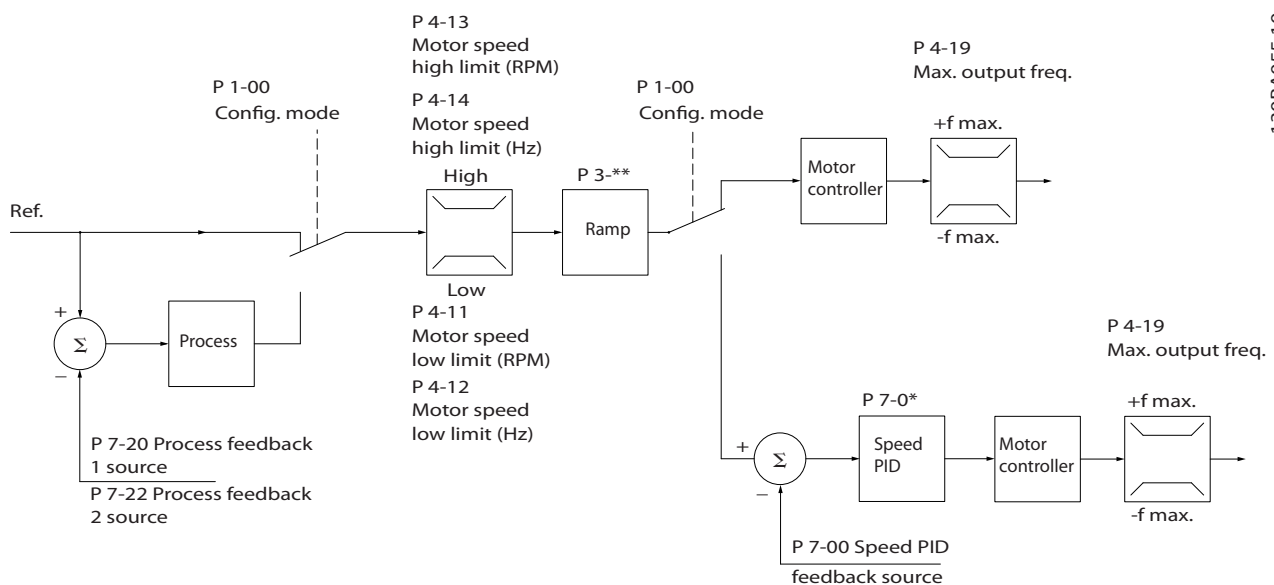 P 4-13
Motor speed
high limit (RPM)
P 4-14
Motor speed
high limit (Hz)
P 1-00
Config. mode
P 1-00
Config. mode
P 4-19
Max. output freq.
+f max.
High
P 3-**
Motor
controller
Ref.
Ramp
-f max.
Low
P 4-11
Motor speed
low limit (RPM)
P 4-12
Motor speed
low limit (Hz)
+
Σ
−
Process
P 7-20 Process feedback
1 source
P 7-22 Process feedback
2 source
P 4-19
Max. output freq.
P 7-0*
+f max.
+
Σ
−
Speed
PID
Motor
controller
-f max.
P 7-00 Speed PID
feedback source